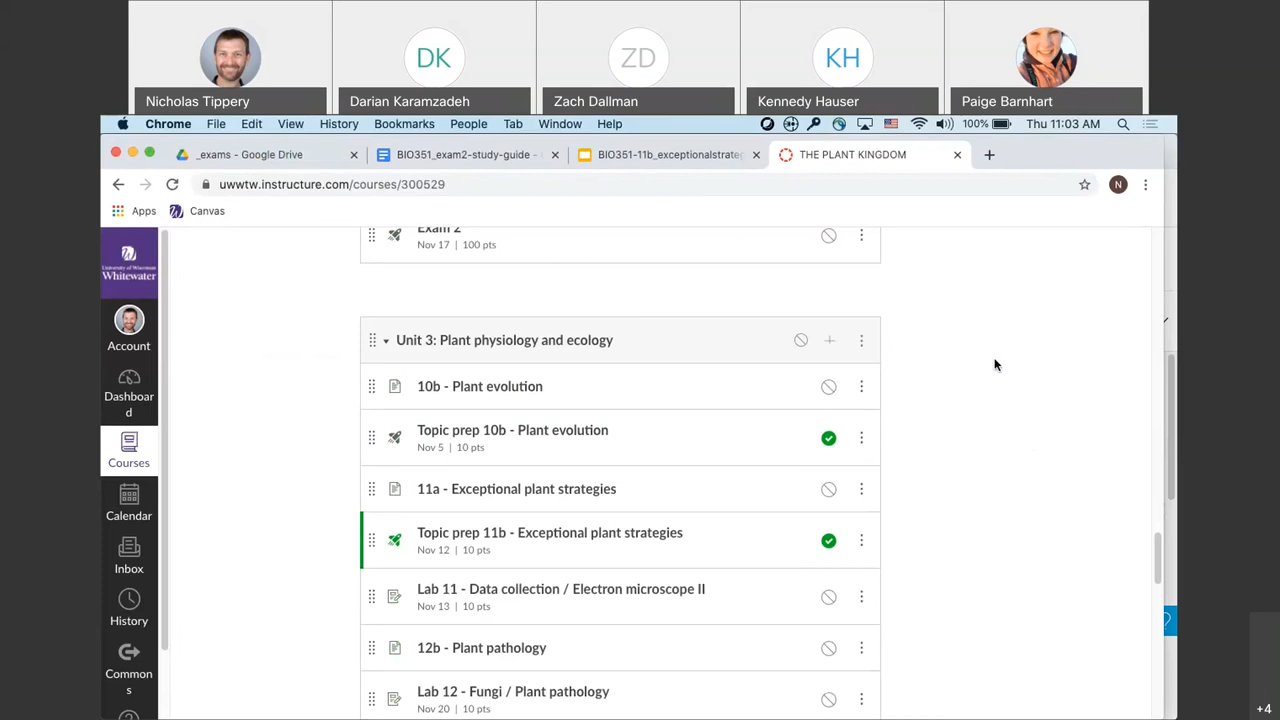 DK
ZD
KH
Nicholas Tippery
Darian Karamzadeh
Zach Dallman
Kennedy Hauser
Paige Barnhart
Chrome File Edit View History Bookmarks People Tab Window Help 100% Thu 11:03 AM
_exams - Google Drive
BIO351_exam2-study-guide -
BIO351-11b_exceptionalstrate
THE PLANT KINGDOM
uwwtw.instructure.com/courses/300529
N
Apps
Canvas
University of Wisconsin
Whitewater
Account
Dashboar
d
Courses
Calendar
Inbox
History
Common
s
Exam 2
Nov 17 | 100 pts
Unit 3: Plant physiology and ecology
10b - Plant evolution
Topic prep 10b - Plant evolution
Nov 5 | 10 pts
11a - Exceptional plant strategies
Topic prep 11b - Exceptional plant strategies
Nov 12 | 10 pts
Lab 11 - Data collection / Electron microscope II
Nov 13 | 10 pts
12b - Plant pathology
Lab 12 - Fungi / Plant pathology
Nov 20 | 10 pts
+4